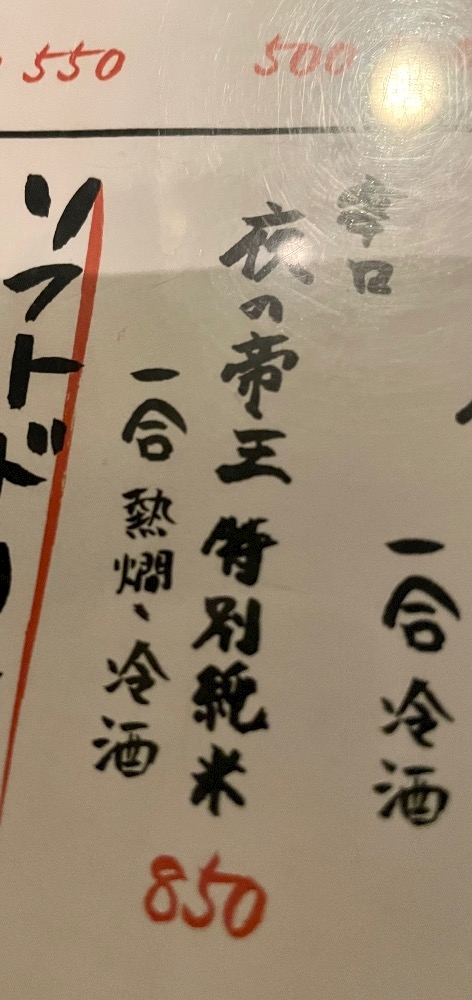 550
500
一合 冷酒
辛口
夜の帝王 特別純米
一合 熱燗、冷酒
850
ソフトド